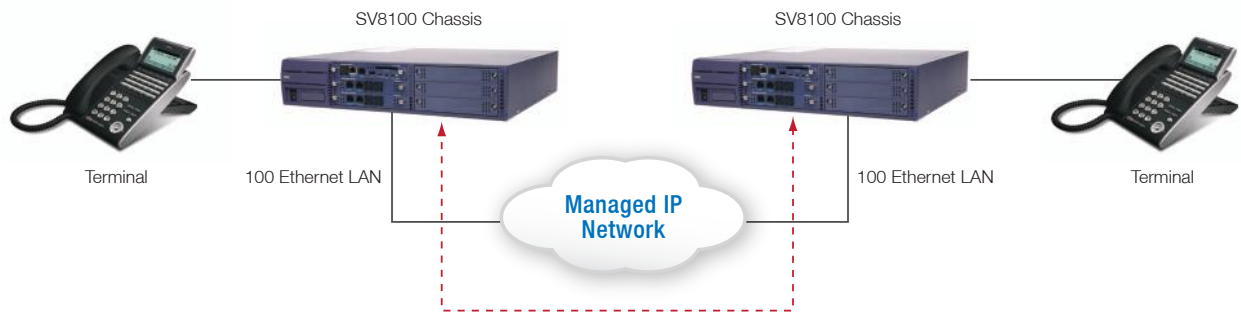 SV8100 Chassis
SV8100 Chassis
Terminal
100 Ethernet LAN
Managed IP
Network
100 Ethernet LAN
Terminal